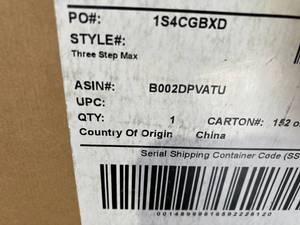 PO#: 1S4CGBXD
STYLE#:
Three Step Max
ASIN#: B002DPVATU
UPC:
QTY: 1 CARTON#: 152 o
Country Of Origin China
Serial Shipping Container Code (SS